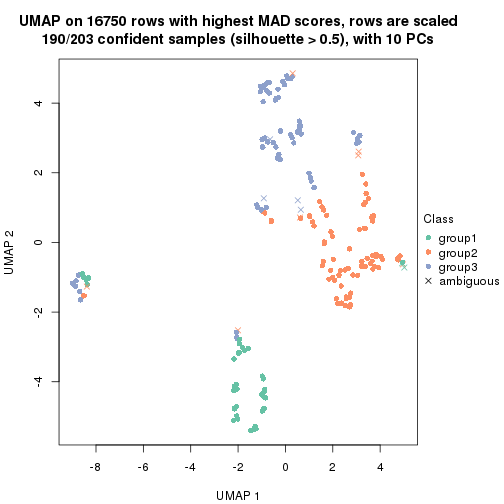 UMAP on 16750 rows with highest MAD scores, rows are scaled
190/203 confident samples (silhouette > 0.5), with 10 PCs
UMAP 2
4
2
0
-2
-4
-8
-6
-4
-2
0
2
4
UMAP 1
Class
group1
group2
group3
ambiguous